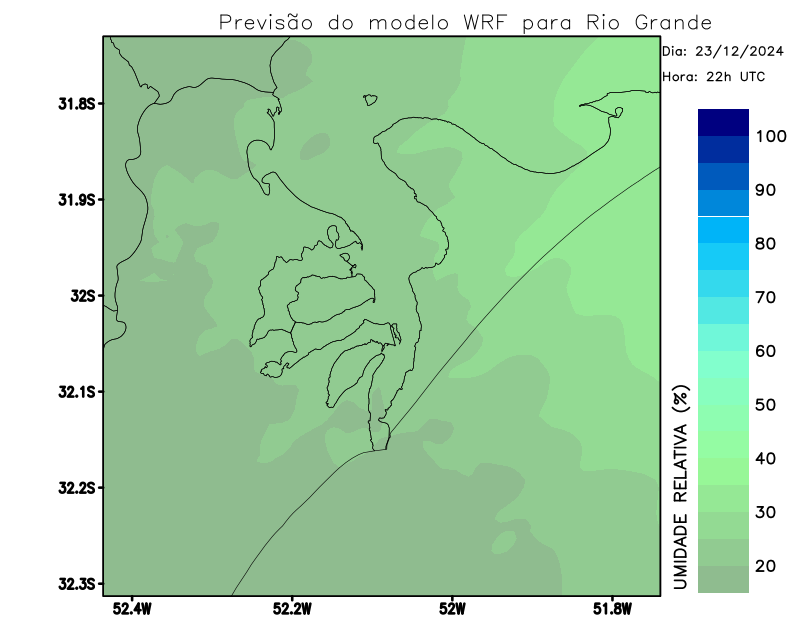 Previsão do modelo WRF para Rio Grande
Dia: 23/12/2024
Hora: 22h UTC
31.8S
31.9S
32S
32.1S
32.2S
32.3S
52.4W
52.2W
52W
51.8W
100
90
80
70
60
50
40
30
20
UMIDADE RELATIVA (%)